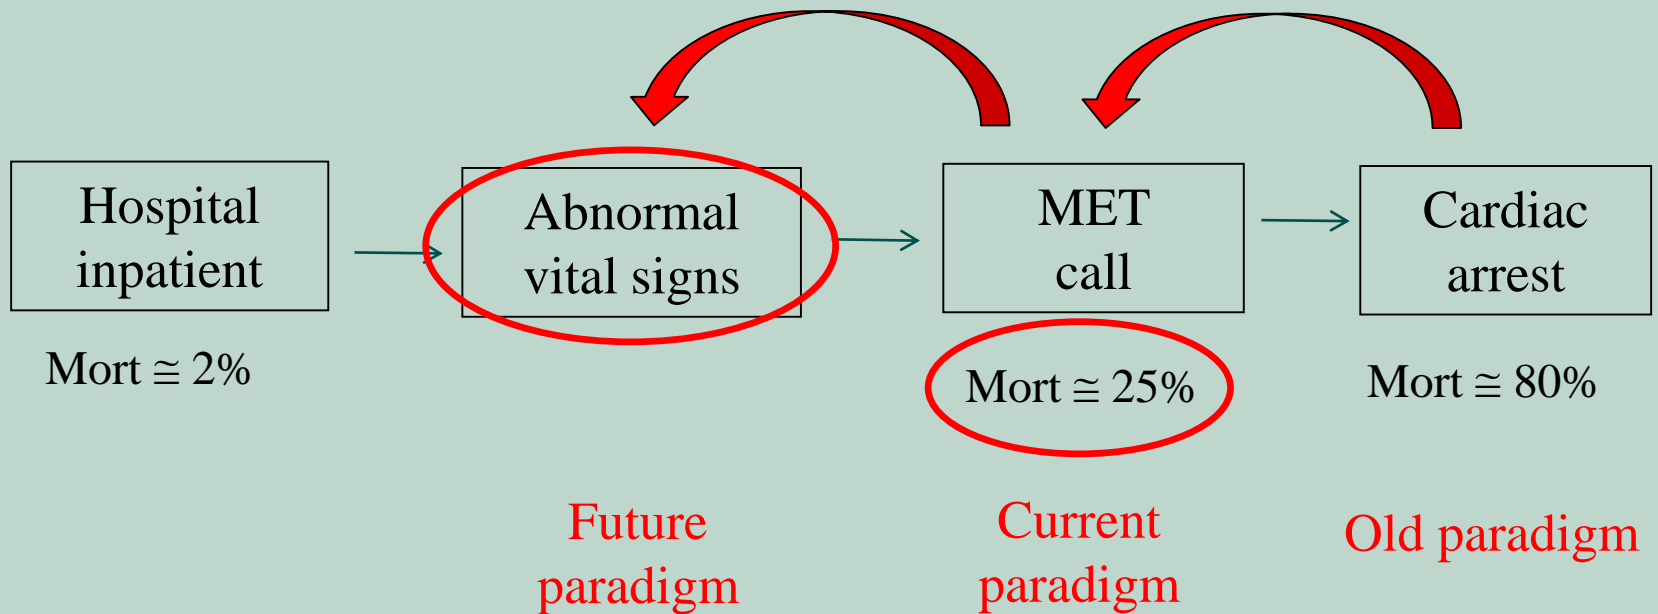 Hospital
inpatient
Abnormal
vital signs
MET
call
Cardiac
arrest
Mort ≅ 2%
Mort ≅ 25%
Mort ≅ 80%
Future
paradigm
Current
paradigm
Old paradigm